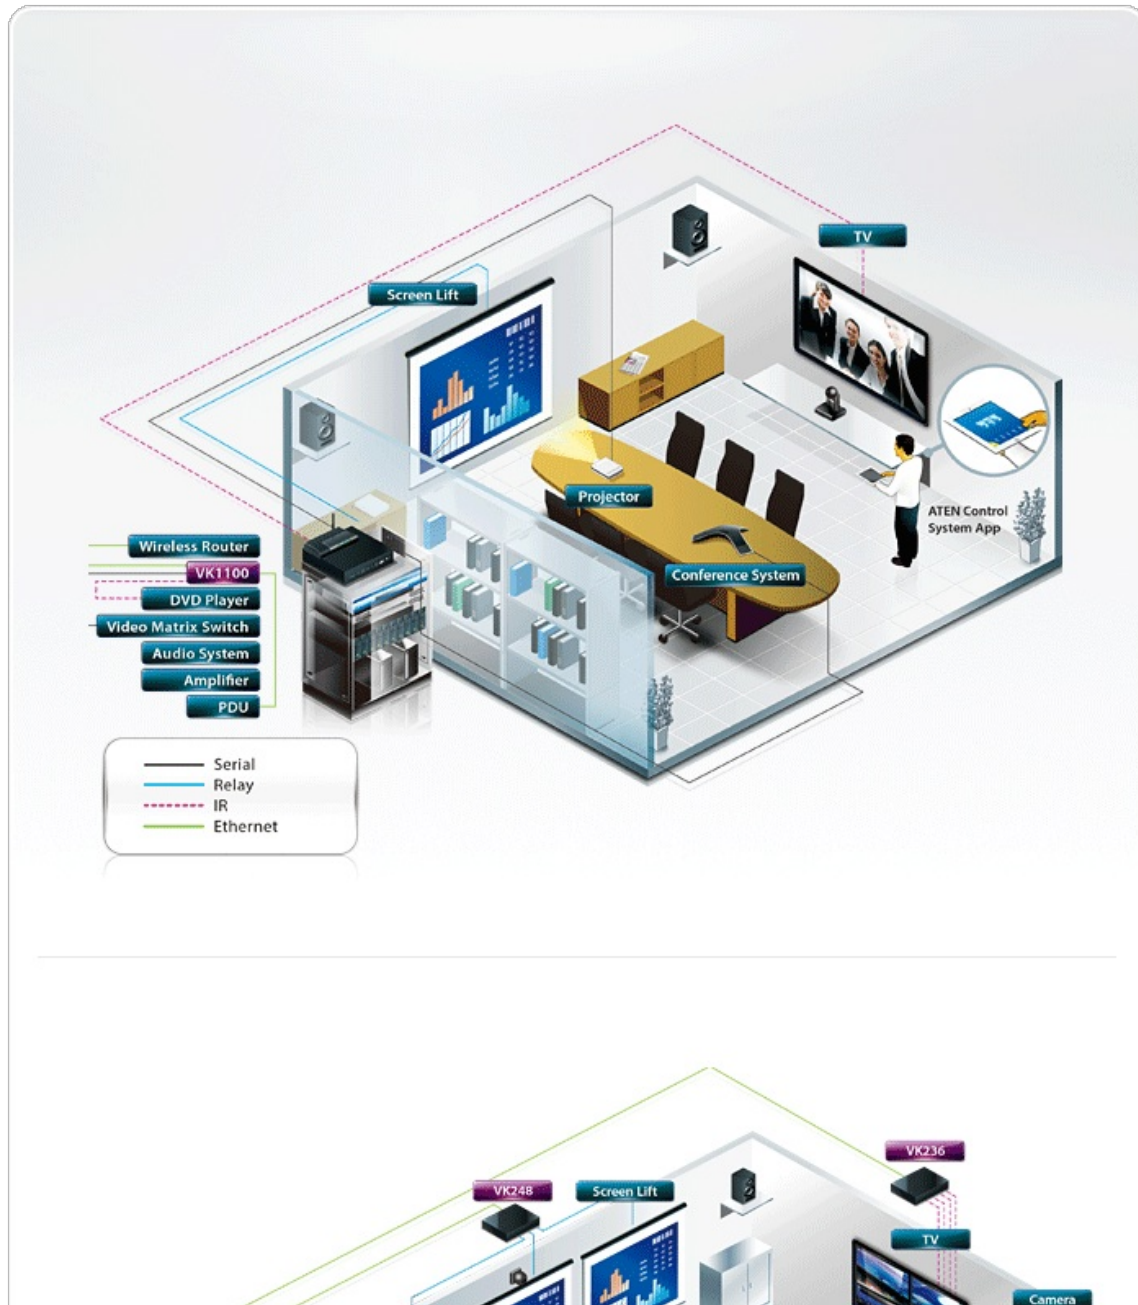 TV
Screen Lift
Projector
ATEN Control
System App
Conference System
Wireless Router
VK1100
DVD Player
Video Matrix Switch
Audio System
Amplifier
PDU
Serial
Relay
IR
Ethernet
VK236
VK248
Screen Lift
TV
Camera